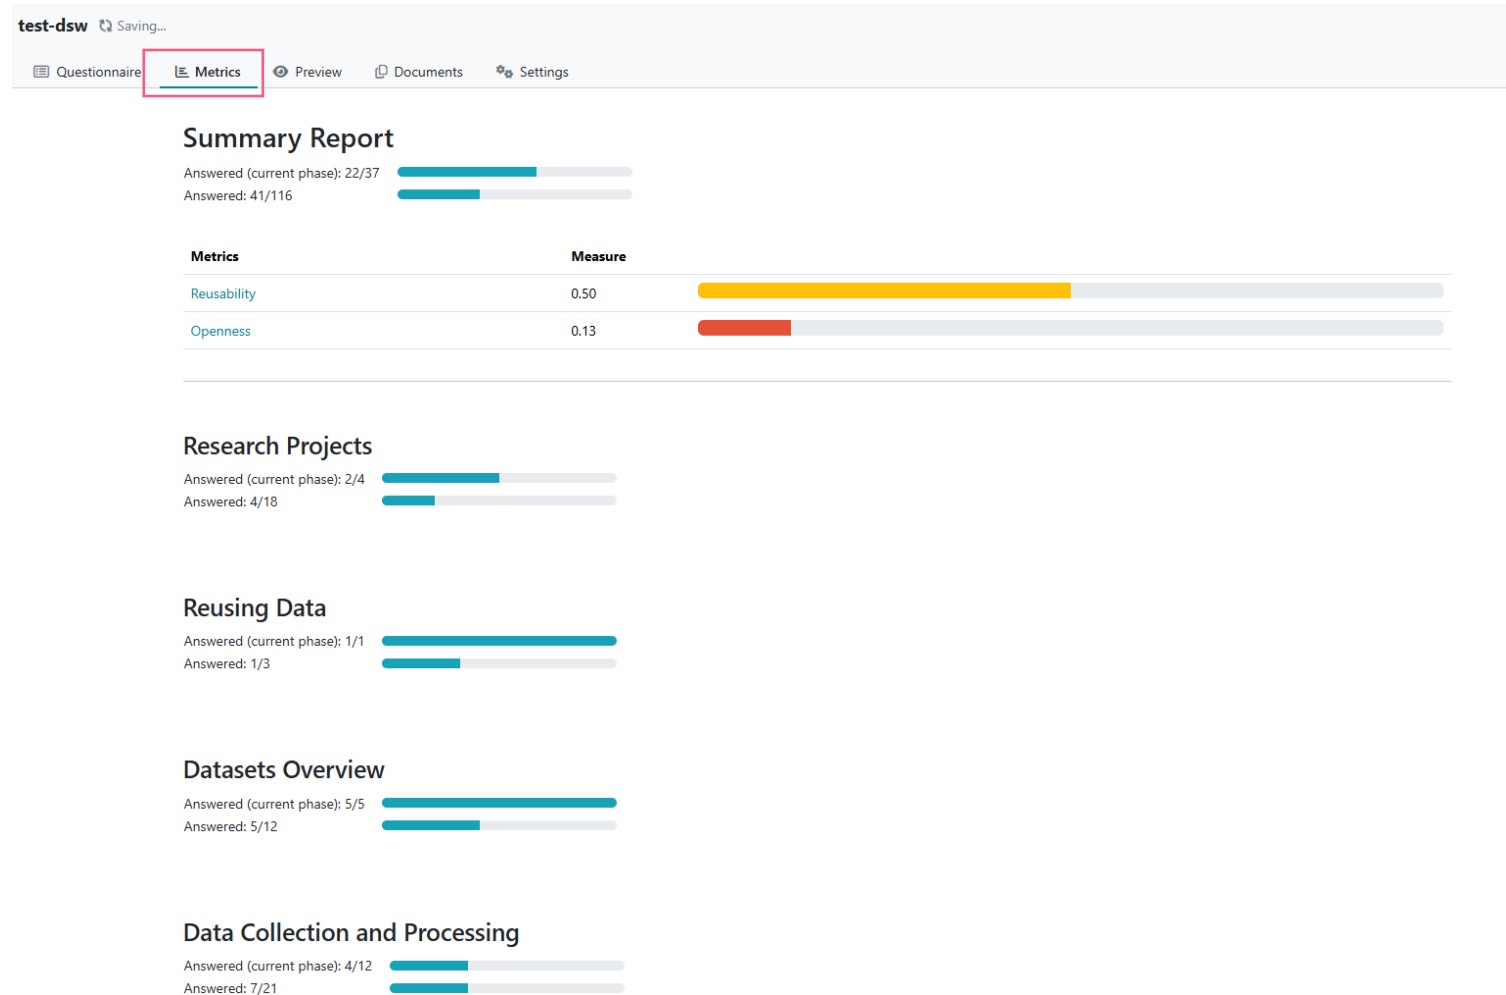 test-dsw Saving...
Questionnaire Metrics Preview Documents Settings
Summary Report
Answered (current phase): 22/37
Answered: 41/116
Metrics Measure
Reusability 0.50
Openness 0.13
Research Projects
Answered (current phase): 2/4
Answered: 4/18
Reusing Data
Answered (current phase): 1/1
Answered: 1/3
Datasets Overview
Answered (current phase): 5/5
Answered: 5/12
Data Collection and Processing
Answered (current phase): 4/12
Answered: 7/21